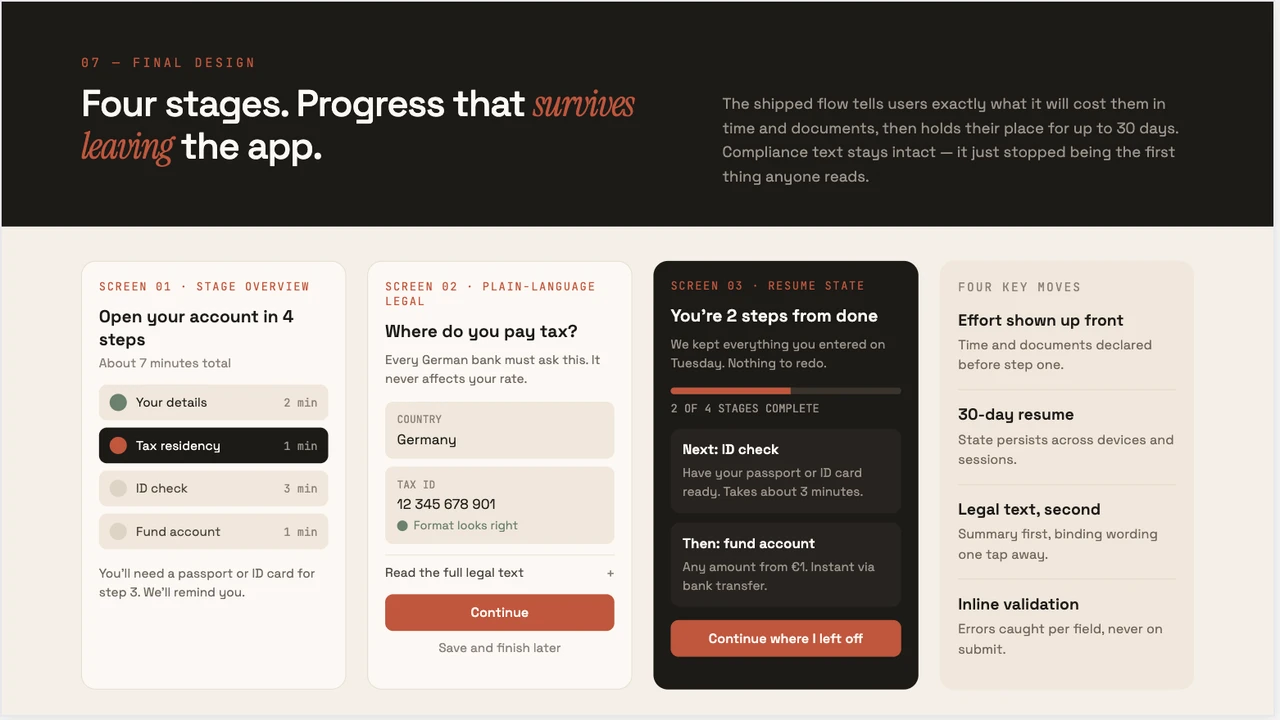 07 — FINAL DESIGN
Four stages. Progress that survives
leaving the app.
The shipped flow tells users exactly what it will cost them in
time and documents, then holds their place for up to 30 days.
Compliance text stays intact — it just stopped being the first
thing anyone reads.
SCREEN 01 · STAGE OVERVIEW
Open your account in 4
steps
About 7 minutes total
Your details 2 min
Tax residency 1 min
ID check 3 min
Fund account 1 min
You'll need a passport or ID card for
step 3. We'll remind you.
SCREEN 02 · PLAIN-LANGUAGE
LEGAL
Where do you pay tax?
Every German bank must ask this. It
never affects your rate.
COUNTRY
Germany
TAX ID
12 345 678 901
Format looks right
Read the full legal text +
Continue
Save and finish later
SCREEN 03 · RESUME STATE
You're 2 steps from done
We kept everything you entered on
Tuesday. Nothing to redo.
2 OF 4 STAGES COMPLETE
Next: ID check
Have your passport or ID card
ready. Takes about 3 minutes.
Then: fund account
Any amount from €1. Instant via
bank transfer.
Continue where I left off
FOUR KEY MOVES
Effort shown up front
Time and documents declared
before step one.
30-day resume
State persists across devices and
sessions.
Legal text, second
Summary first, binding wording
one tap away.
Inline validation
Errors caught per field, never on
submit.